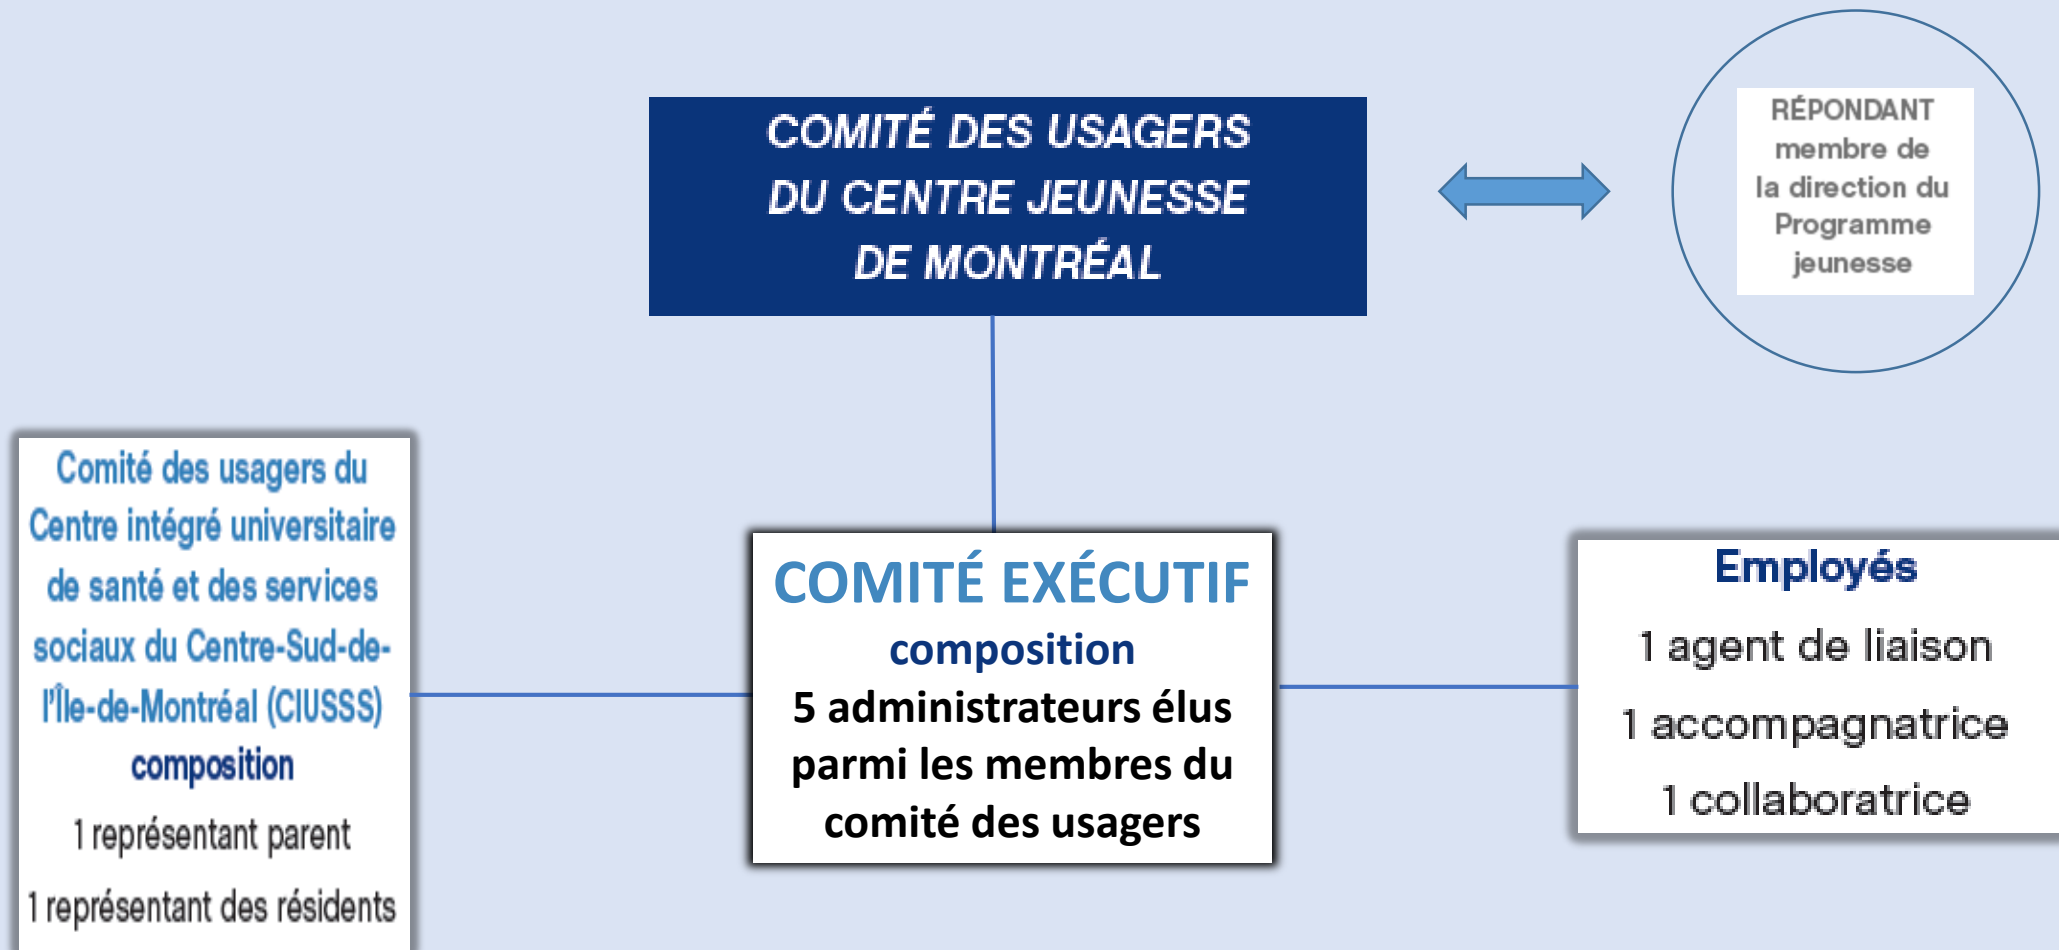 COMITÉ DES USAGERS
DU CENTRE JEUNESSE
DE MONTRÉAL
RÉPONDANT
membre de
la direction du
Programme
jeunesse
Comité des usagers du
Centre intégré universitaire
de santé et des services
sociaux du Centre-Sud-de-
l'Île-de-Montréal (CIUSSS)
composition
1 représentant parent
1 représentant des résidents
COMITÉ EXÉCUTIF
composition
5 administrateurs élus
parmi les membres du
comité des usagers
Employés
1 agent de liaison
1 accompagnatrice
1 collaboratrice